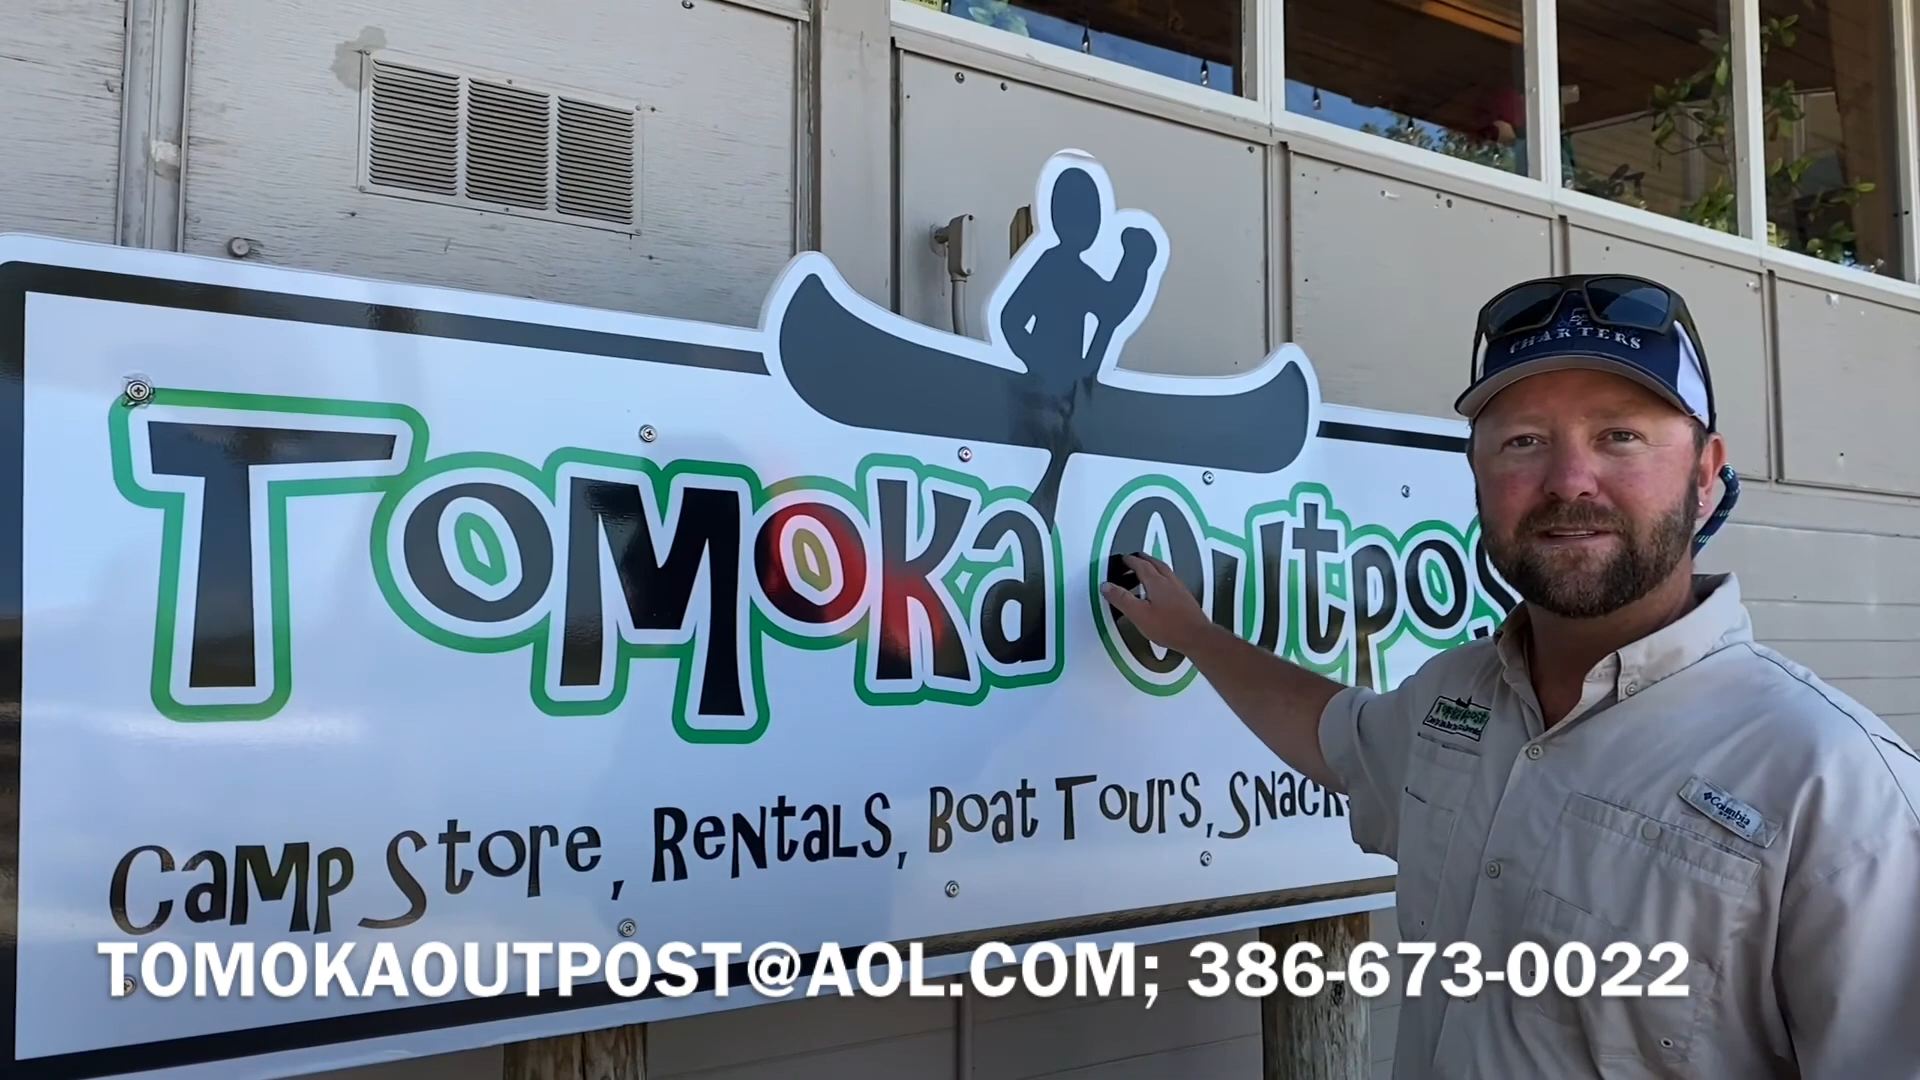 CHARTERS
TOMOKA OUTPOS
CAMP STORE, RENTALS, BOAT TOURS, SNACK
Columbia
TOMOKAOUTPOST@AOL.COM; 386-673-0022